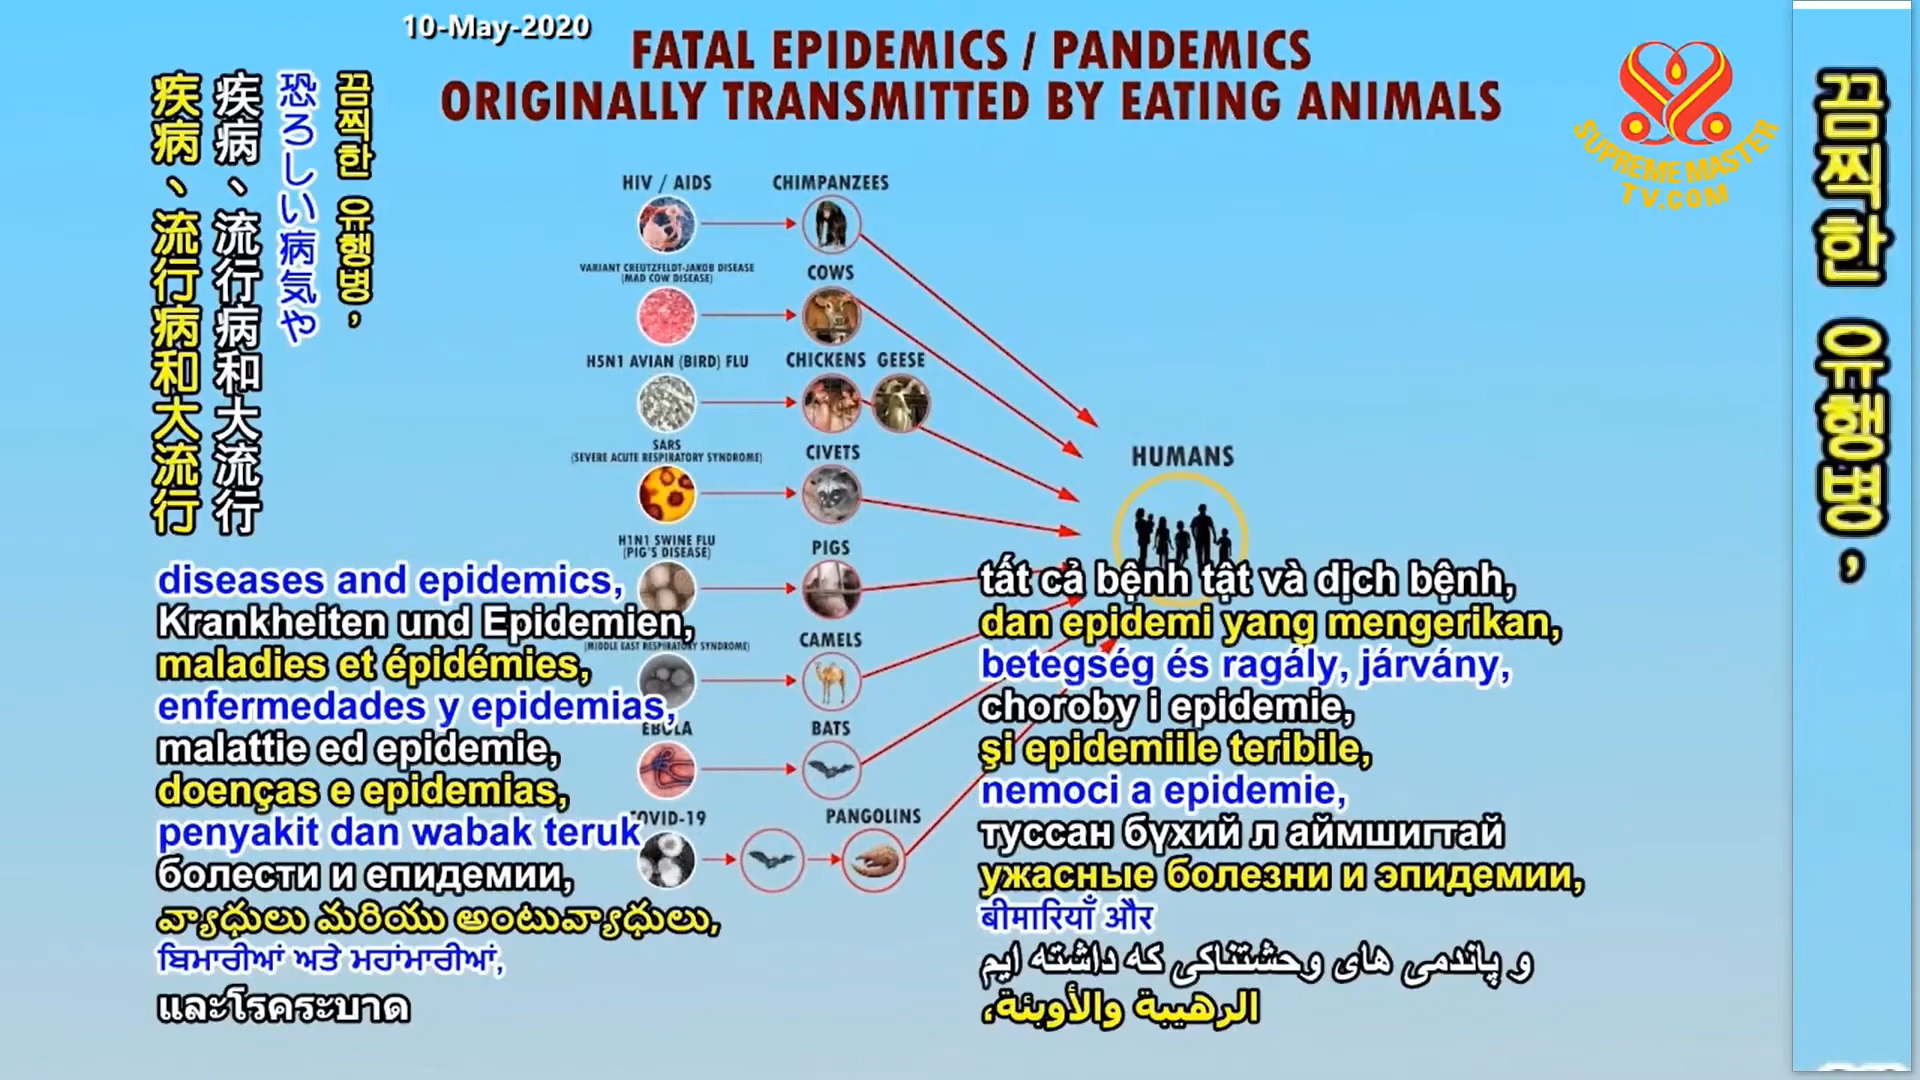 10-May-2020
FATAL EPIDEMICS / PANDEMICS
ORIGINALLY TRANSMITTED BY EATING ANIMALS
SUPREME MASTER
TV.COM
끔찍한 유행병,
疾病、流行病和大流行
疾病、流行病和大流行
恐ろしい病気や
끔찍한 유행병,
HIV / AIDS
CHIMPANZEES
VARIANT CREUTZFELDT-JAKOB DISEASE
(MAD COW DISEASE)
COWS
H5N1 AVIAN (BIRD) FLU
CHICKENS GEESE
SARS
(SEVERE ACUTE RESPIRATORY SYNDROME)
CIVETS
HUMANS
H1N1 SWINE FLU
(PIG'S DISEASE)
PIGS
(MIDDLE EAST RESPIRATORY SYNDROME)
CAMELS
EBOLA
BATS
COVID-19
PANGOLINS
diseases and epidemics,
Krankheiten und Epidemien,
maladies et épidémies,
enfermedades y epidemias,
malattie ed epidemie,
doenças e epidemias,
penyakit dan wabak teruk
болести и епидемии,
వ్యాధులు మరియు అంటువ్యాధులు,
ਬਿਮਾਰੀਆਂ ਅਤੇ ਮਹਾਂਮਾਰੀਆਂ,
และโรคระบาด
tất cả bệnh tật và dịch bệnh,
dan epidemi yang mengerikan,
betegség és ragály, járvány,
choroby i epidemie,
şi epidemiile teribile,
nemoci a epidemie,
туссан бүхий л аймшигтай
ужасные болезни и эпидемии,
बीमारियाँ और
و پاندمی های وحشتناکی که داشته ایم
الرهيبة والأوبئة،